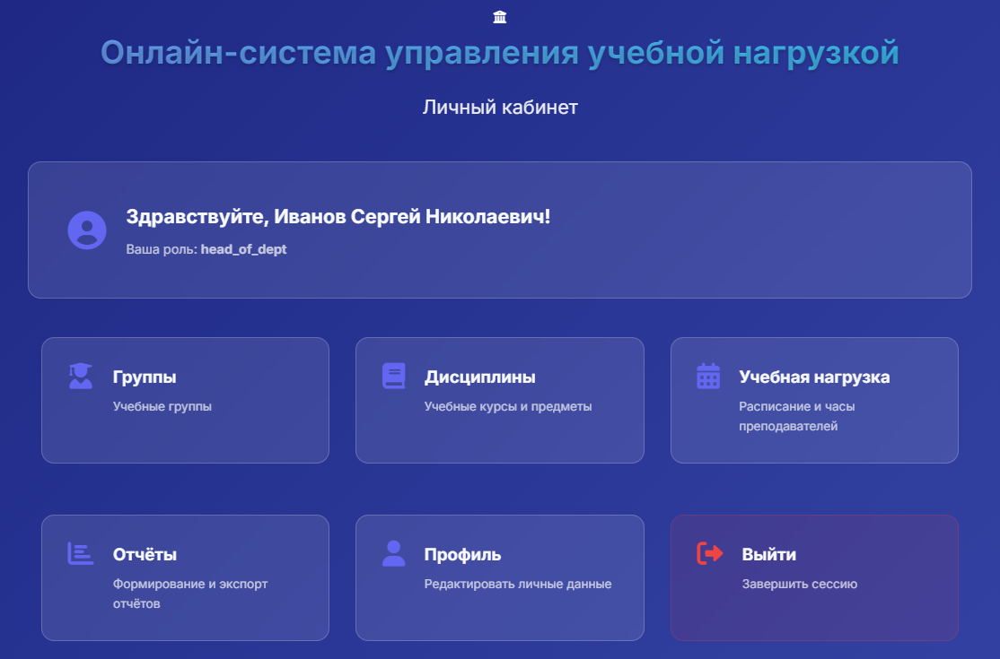 Онлайн-система управления учебной нагрузкой
Личный кабинет
Здравствуйте, Иванов Сергей Николаевич!
Ваша роль: head_of_dept
Группы
Учебные группы
Дисциплины
Учебные курсы и предметы
Учебная нагрузка
Расписание и часы
преподавателей
Отчёты
Формирование и экспорт
отчётов
Профиль
Редактировать личные данные
Выйти
Завершить сессию